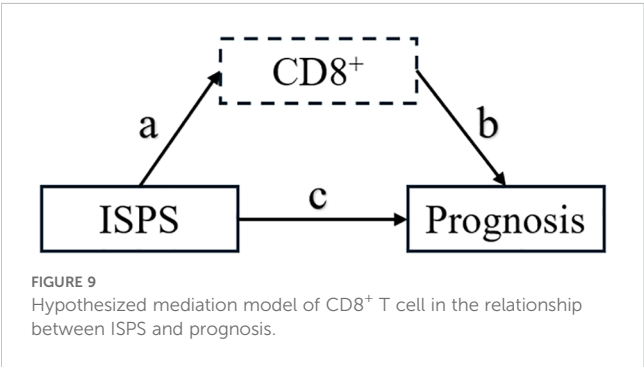 CD8⁺
a
b
ISPS
c
Prognosis
FIGURE 9
Hypothesized mediation model of CD8⁺ T cell in the relationship
between ISPS and prognosis.